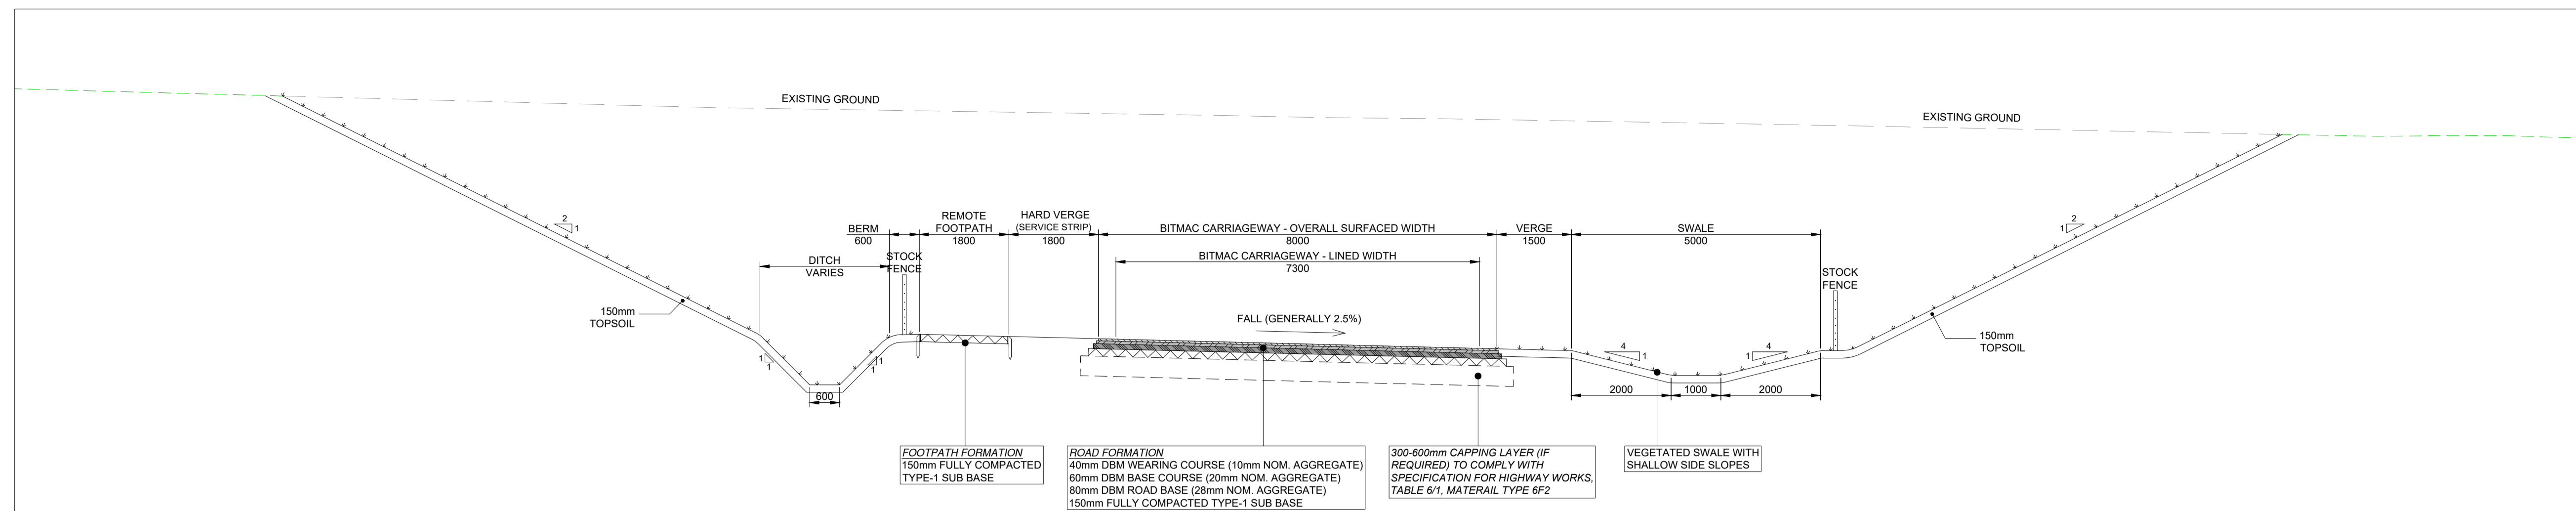 EXISTING GROUND
EXISTING GROUND
2
1
2
1
BERM
600
REMOTE
FOOTPATH
1800
HARD VERGE
(SERVICE STRIP)
1800
BITMAC CARRIAGEWAY - OVERALL SURFACED WIDTH
8000
VERGE
1500
SWALE
5000
DITCH
VARIES
STOCK
FENCE
BITMAC CARRIAGEWAY - LINED WIDTH
7300
STOCK
FENCE
150mm
TOPSOIL
FALL (GENERALLY 2.5%)
150mm
TOPSOIL
1
1
1
1
4
1
4
1
600
2000
1000
2000
FOOTPATH FORMATION
150mm FULLY COMPACTED
TYPE-1 SUB BASE
ROAD FORMATION
40mm DBM WEARING COURSE (10mm NOM. AGGREGATE)
60mm DBM BASE COURSE (20mm NOM. AGGREGATE)
80mm DBM ROAD BASE (28mm NOM. AGGREGATE)
150mm FULLY COMPACTED TYPE-1 SUB BASE
300-600mm CAPPING LAYER (IF
REQUIRED) TO COMPLY WITH
SPECIFICATION FOR HIGHWAY WORKS,
TABLE 6/1, MATERAIL TYPE 6F2
VEGETATED SWALE WITH
SHALLOW SIDE SLOPES